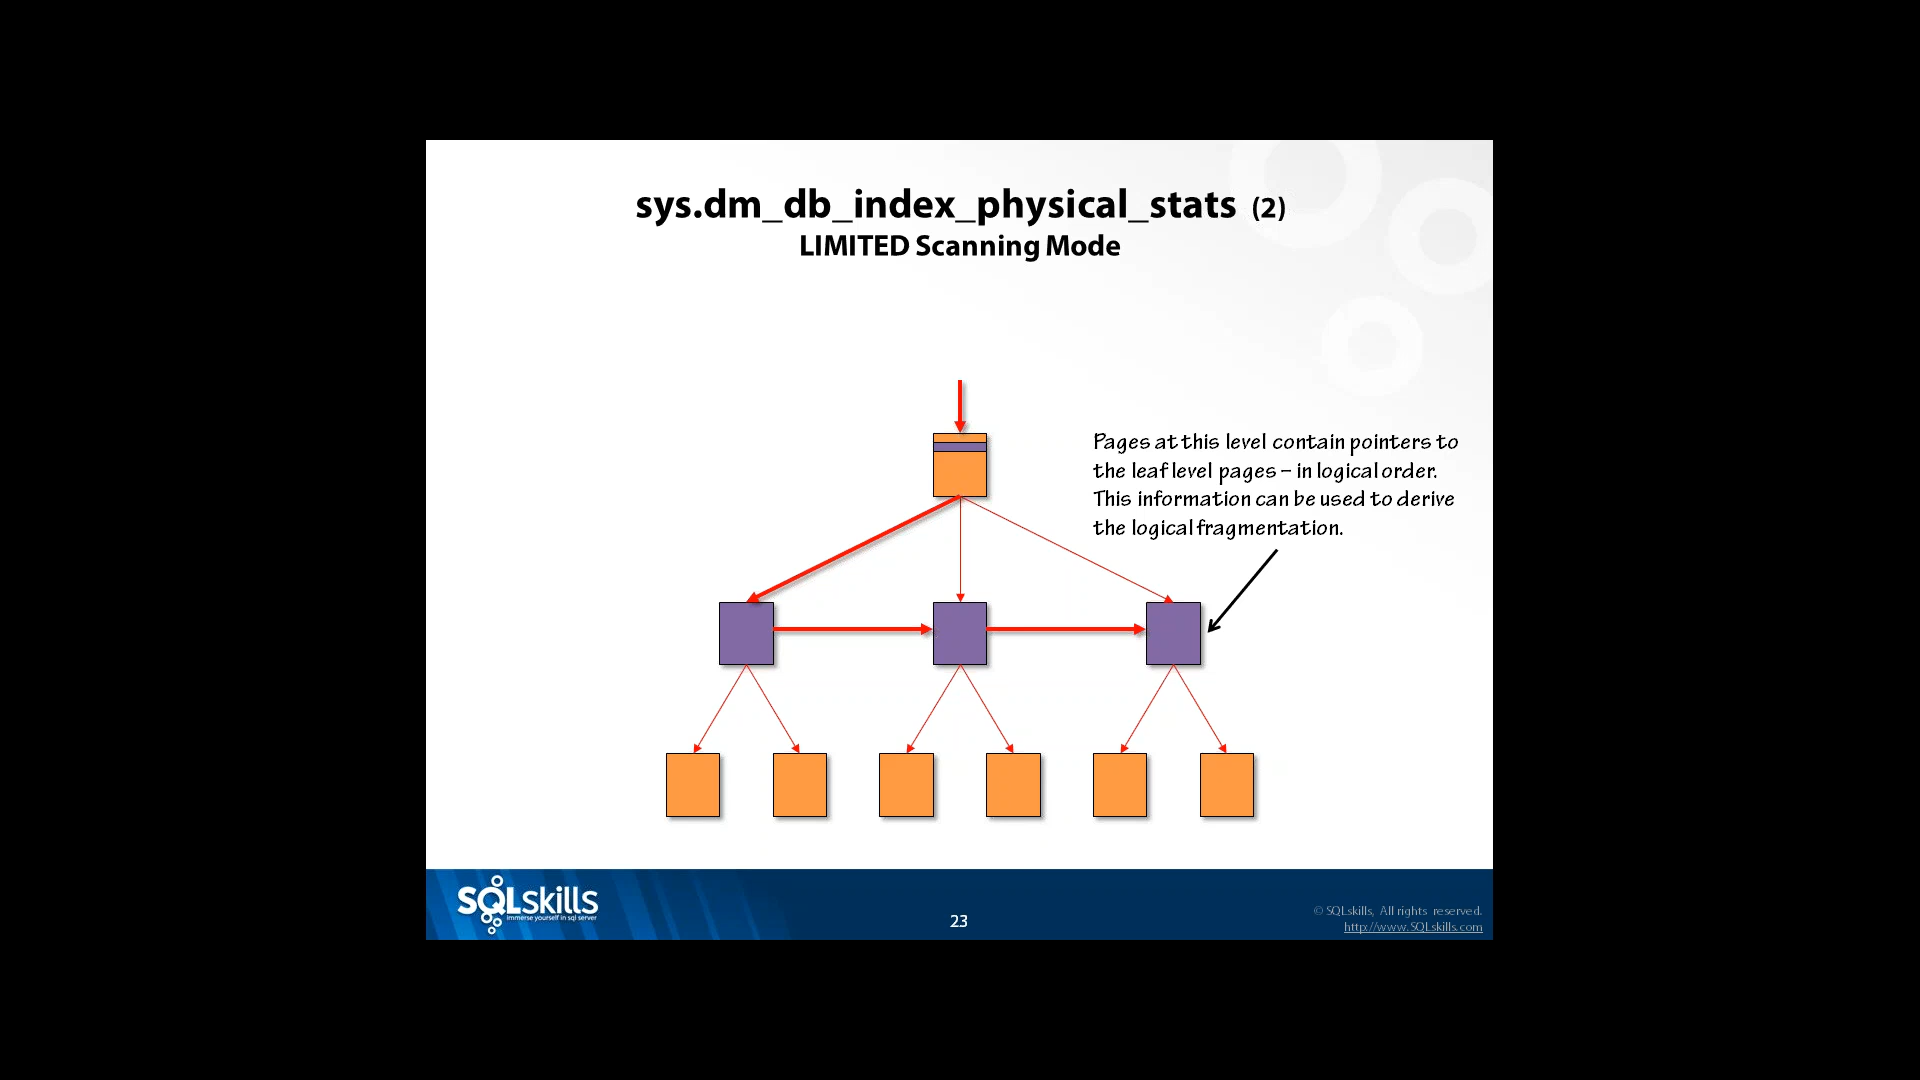 sys.dm_db_index_physical_stats (2)
LIMITED Scanning Mode
Pages at this level contain pointers to
the leaf level pages – in logical order.
This information can be used to derive
the logical fragmentation.
SQLskills
immerse yourself in sql server
23
© SQLskills, All rights reserved.
http://www.SQLskills.com